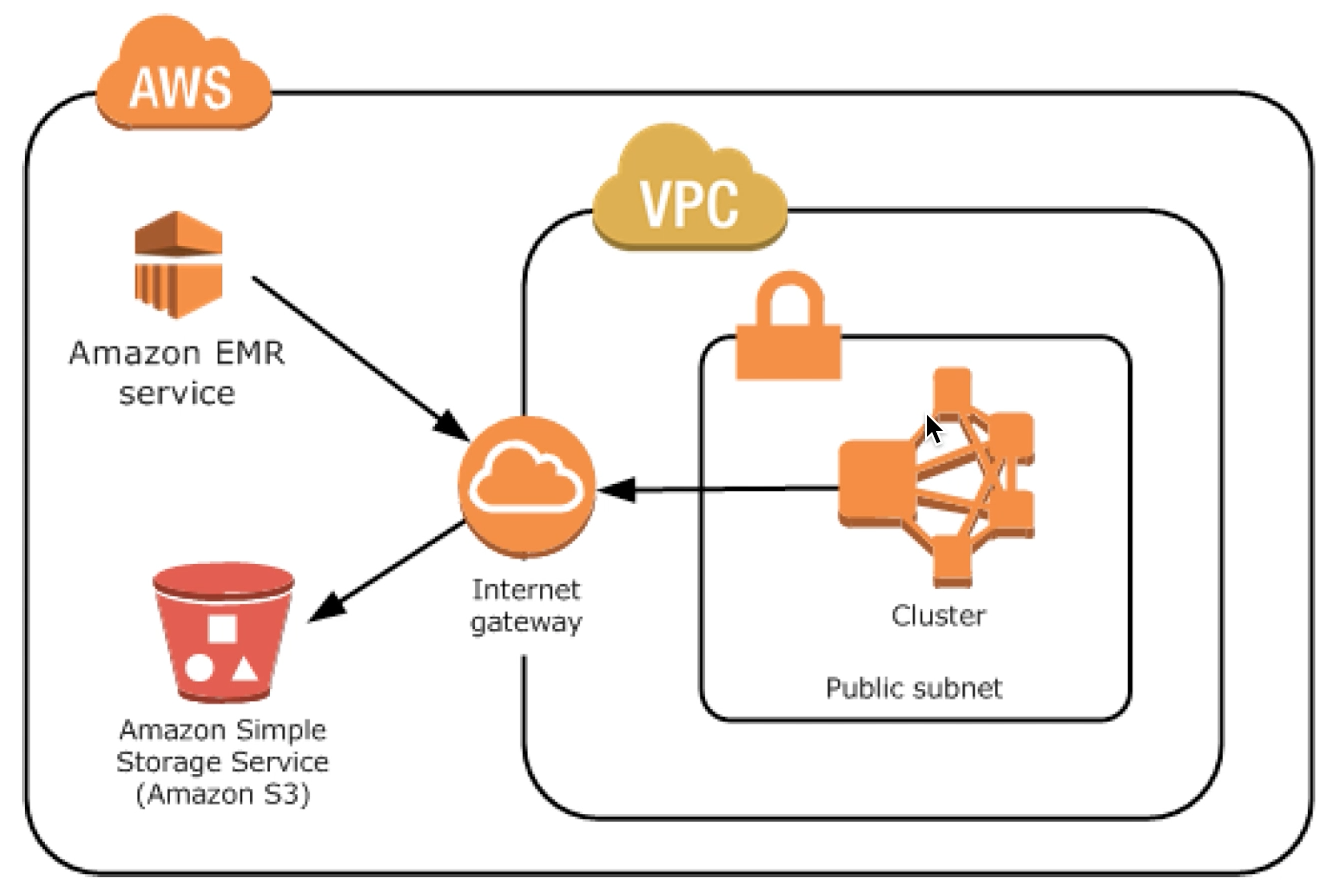 AWS
VPC
Amazon EMR
service
Internet
gateway
Cluster
Public subnet
Amazon Simple
Storage Service
(Amazon S3)